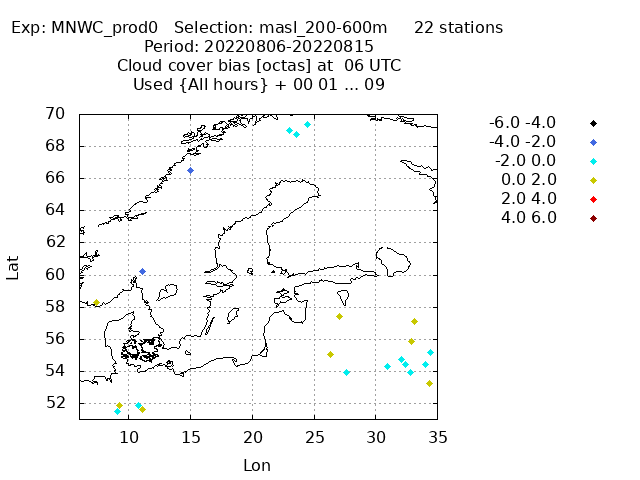 Exp: MNWC_prod0   Selection: masl_200-600m     22 stations
Period: 20220806-20220815
Cloud cover bias [octas] at  06 UTC
Used {All hours} + 00 01 ... 09
-6.0 -4.0
-4.0 -2.0
-2.0 0.0
0.0 2.0
2.0 4.0
4.0 6.0
Lat
70
68
66
64
62
60
58
56
54
52
10 15 20 25 30 35
Lon